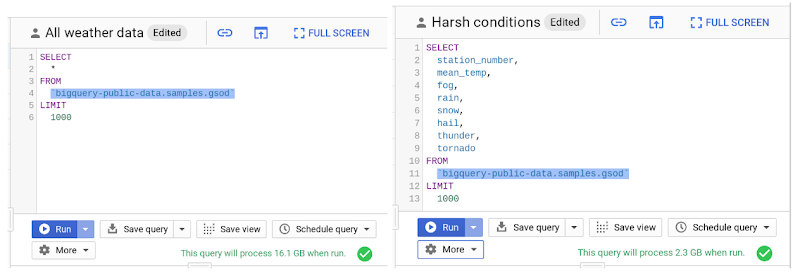 All weather data Edited FULL SCREEN
1 SELECT
2 *
3 FROM
4 `bigquery-public-data.samples.gsod`
5 LIMIT
6 1000
Run Save query Save view Schedule query
More This query will process 16.1 GB when run.
Harsh conditions Edited FULL SCREEN
1 SELECT
2 station_number,
3 mean_temp,
4 fog,
5 rain,
6 snow,
7 hail,
8 thunder,
9 tornado
10 FROM
11 `bigquery-public-data.samples.gsod`
12 LIMIT
13 1000
Run Save query Save view Schedule query
More This query will process 2.3 GB when run.